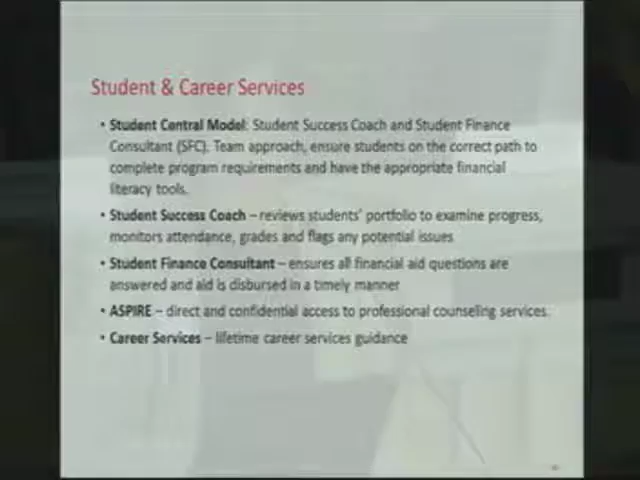 Student & Career Services
• Student Central Model: Student Success Coach and Student Finance
Consultant (SFC). Team approach, ensure students on the correct path to
complete program requirements and have the appropriate financial
literacy tools.
• Student Success Coach – reviews students' portfolio to examine progress,
monitors attendance, grades and flags any potential issues
• Student Finance Consultant – ensures all financial aid questions are
answered and aid is disbursed in a timely manner
• ASPIRE – direct and confidential access to professional counseling services.
• Career Services – lifetime career services guidance